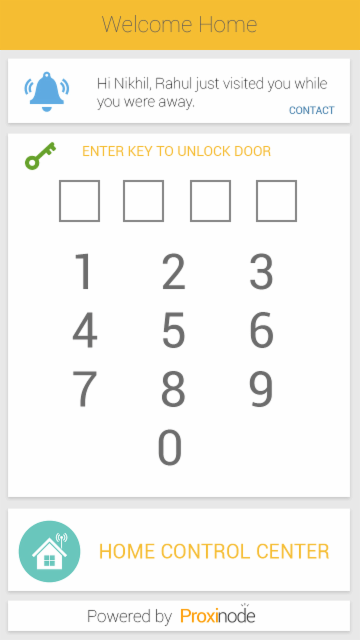 Welcome Home
Hi Nikhil, Rahul just visited you while
you were away.
CONTACT
ENTER KEY TO UNLOCK DOOR
1 2 3
4 5 6
7 8 9
0
HOME CONTROL CENTER
Powered by Proxinode